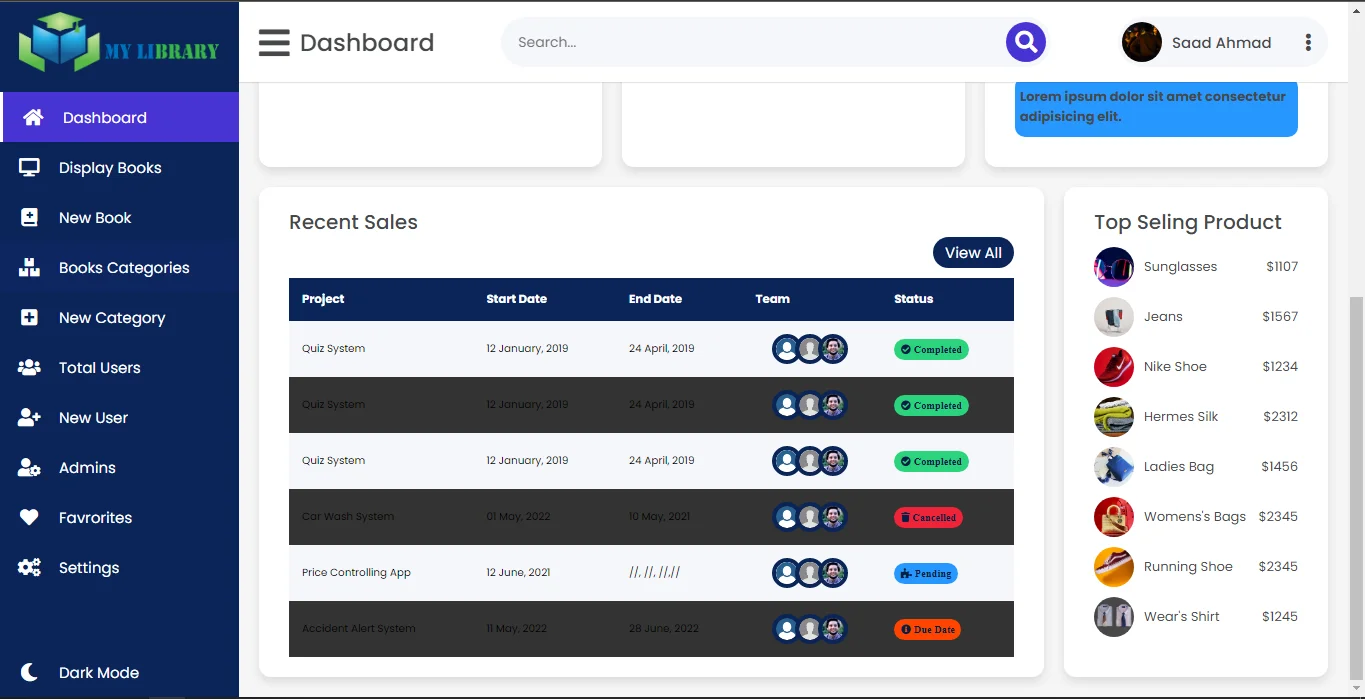 MY LIBRARY
Dashboard
Display Books
New Book
Books Categories
New Category
Total Users
New User
Admins
Favrorites
Settings
Dark Mode
Dashboard
Search...
Saad Ahmad
Lorem ipsum dolor sit amet consectetur
adipisicing elit.
Recent Sales
View All
Project Start Date End Date Team Status
Quiz System 12 January, 2019 24 April, 2019 Completed
Quiz System 12 January, 2019 24 April, 2019 Completed
Quiz System 12 January, 2019 24 April, 2019 Completed
Car Wash System 01 May, 2022 10 May, 2021 Cancelled
Price Controlling App 12 June, 2021 //, //, //,// Pending
Accident Alert System 11 May, 2022 28 June, 2022 Due Date
Top Seling Product
Sunglasses $1107
Jeans $1567
Nike Shoe $1234
Hermes Silk $2312
Ladies Bag $1456
Womens's Bags $2345
Running Shoe $2345
Wear's Shirt $1245